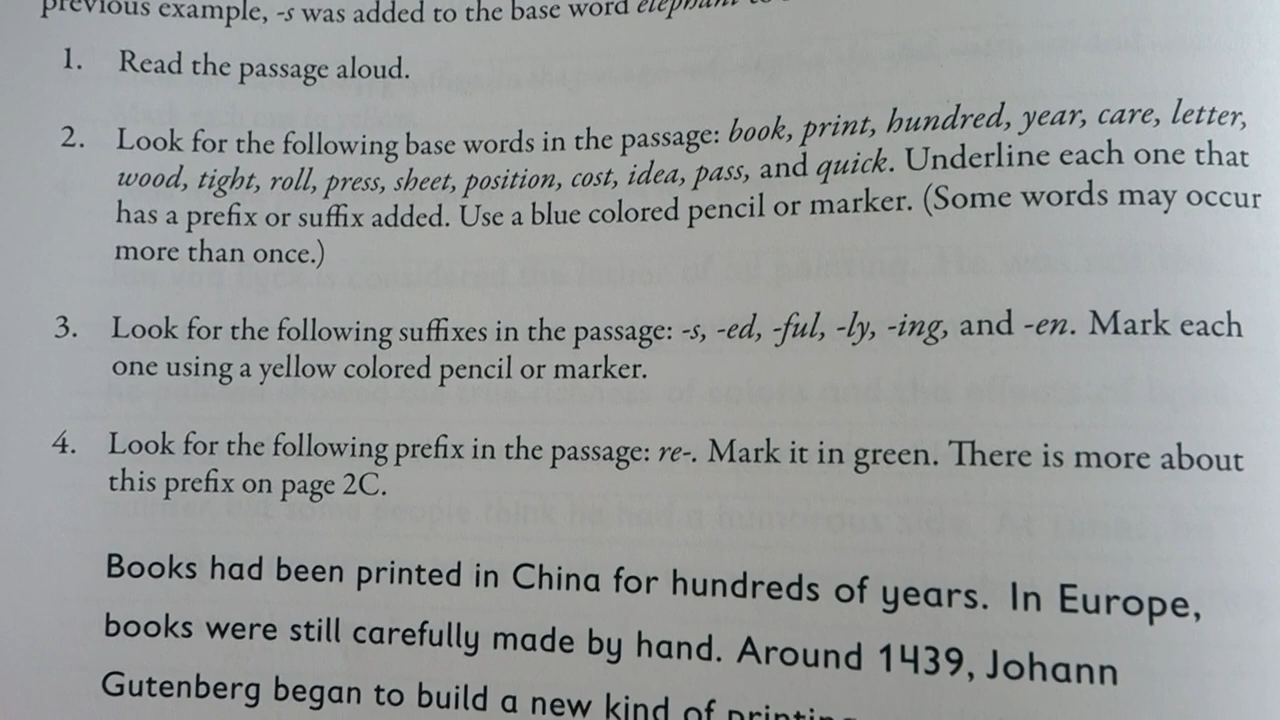 previous example, -s was added to the base word elephant
1. Read the passage aloud.
2. Look for the following base words in the passage: book, print, hundred, year, care, letter,
wood, tight, roll, press, sheet, position, cost, idea, pass, and quick. Underline each one that
has a prefix or suffix added. Use a blue colored pencil or marker. (Some words may occur
more than once.)
3. Look for the following suffixes in the passage: -s, -ed, -ful, -ly, -ing, and -en. Mark each
one using a yellow colored pencil or marker.
4. Look for the following prefix in the passage: re-. Mark it in green. There is more about
this prefix on page 2C.
Books had been printed in China for hundreds of years. In Europe,
books were still carefully made by hand. Around 1439, Johann
Gutenberg began to build a new kind of printing